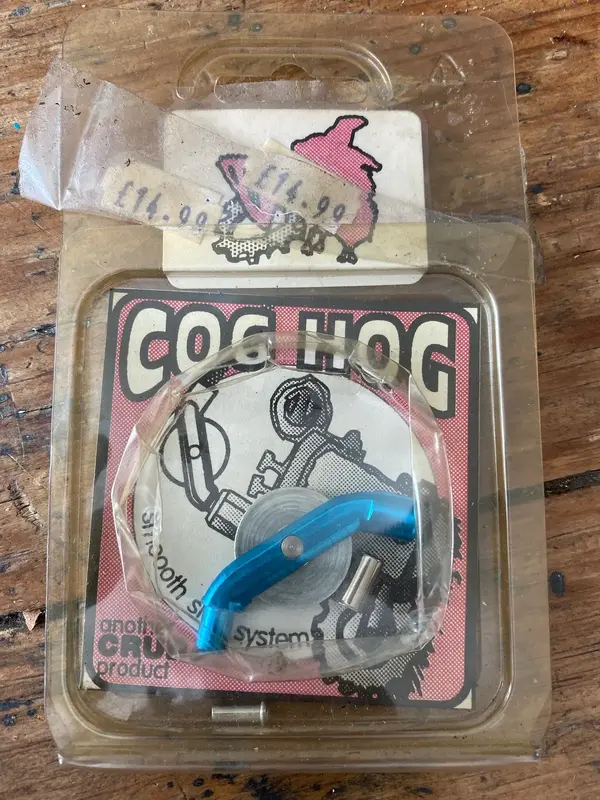 £14.99
£14.99
COG HOG
smooth
system
another
CRU
product